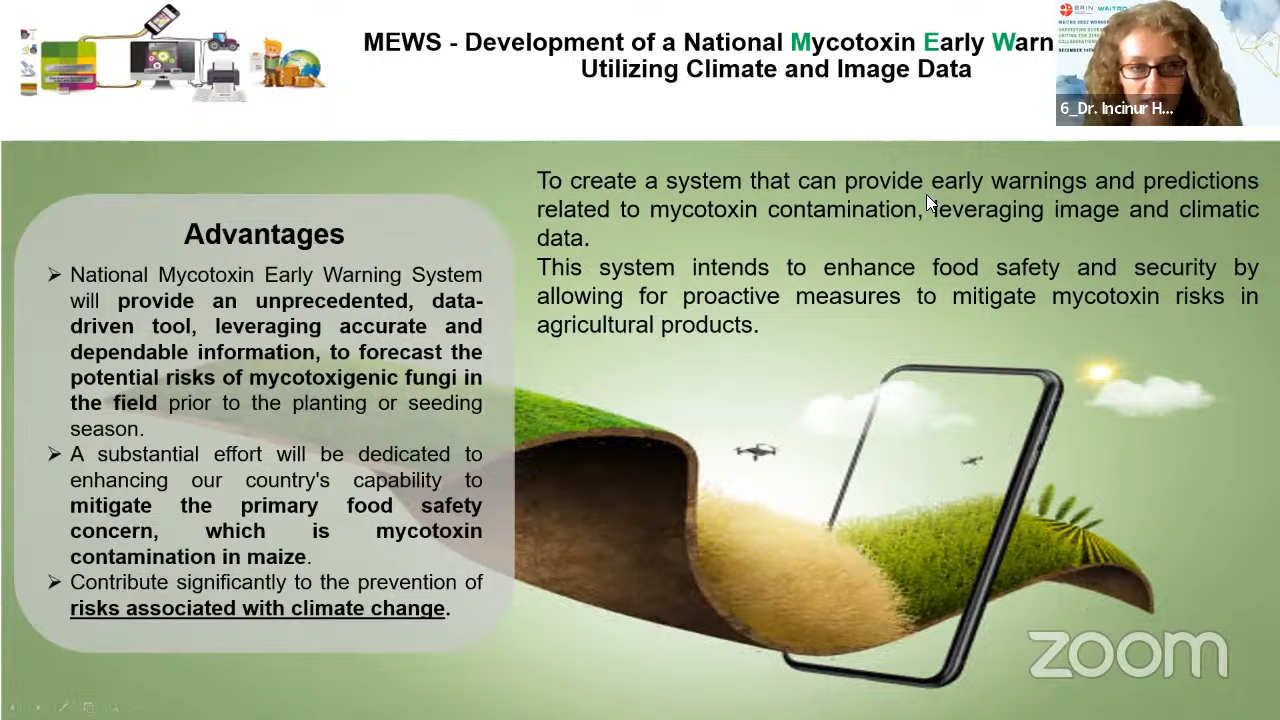 MEWS - Development of a National Mycotoxin Early Warn
Utilizing Climate and Image Data
BRIN WAITRO
6_Dr. Incinur H...
To create a system that can provide early warnings and predictions
related to mycotoxin contamination, leveraging image and climatic
data.
This system intends to enhance food safety and security by
allowing for proactive measures to mitigate mycotoxin risks in
agricultural products.
Advantages
➢ National Mycotoxin Early Warning System
will provide an unprecedented, data-
driven tool, leveraging accurate and
dependable information, to forecast the
potential risks of mycotoxigenic fungi in
the field prior to the planting or seeding
season.
➢ A substantial effort will be dedicated to
enhancing our country's capability to
mitigate the primary food safety
concern, which is mycotoxin
contamination in maize.
➢ Contribute significantly to the prevention of
risks associated with climate change.
zoom